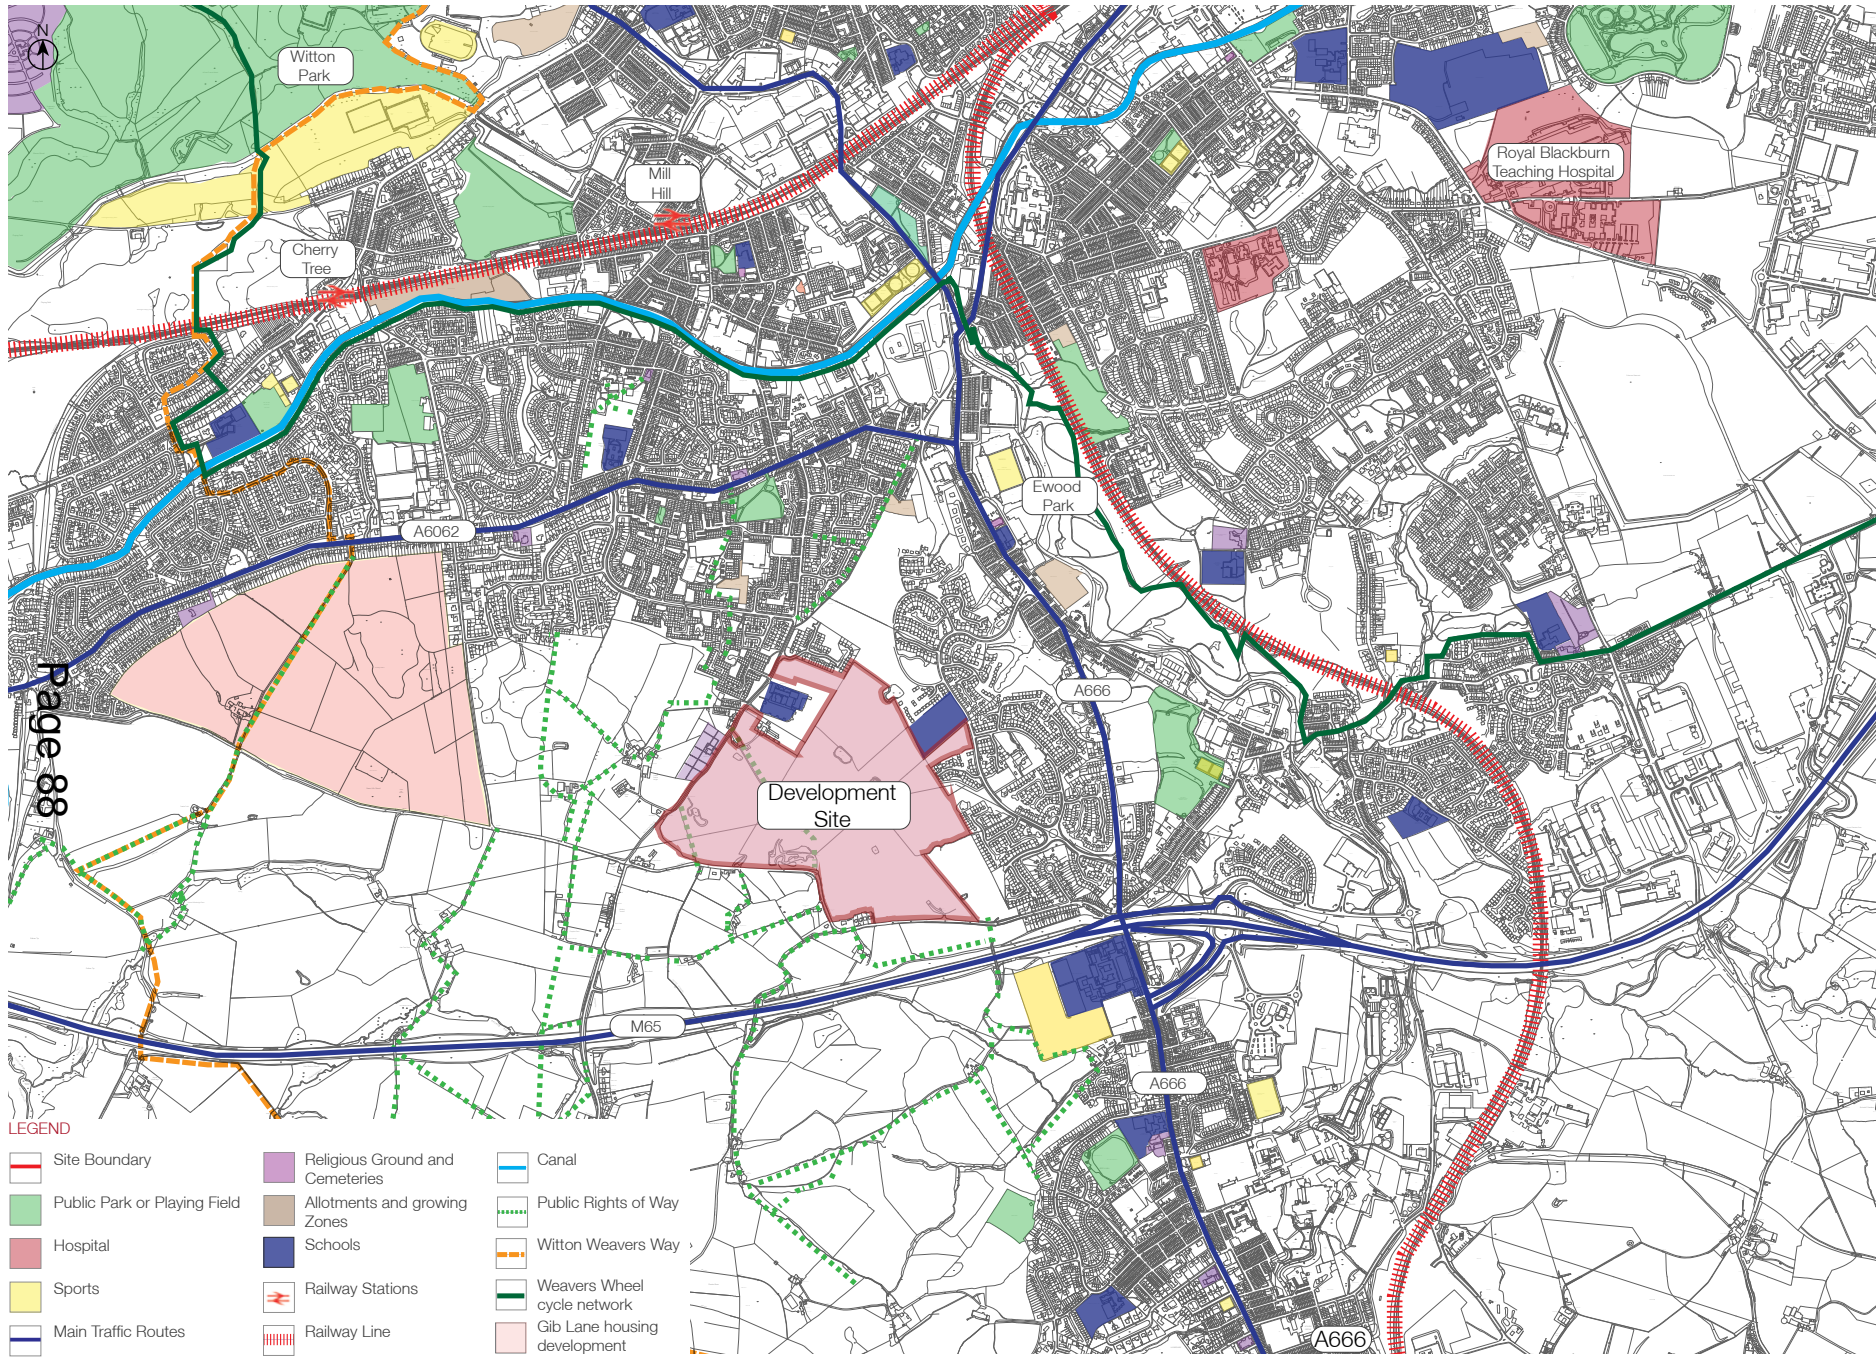 N
Witton
Park
Mill
Hill
Royal Blackburn
Teaching Hospital
Cherry
Tree
Ewood
Park
A6062
Page 88
A666
Development
Site
M65
A666
A666
LEGEND
Site Boundary
Public Park or Playing Field
Hospital
Sports
Main Traffic Routes
Religious Ground and
Cemeteries
Allotments and growing
Zones
Schools
Railway Stations
Railway Line
Canal
Public Rights of Way
Witton Weavers Way
Weavers Wheel
cycle network
Gib Lane housing
development